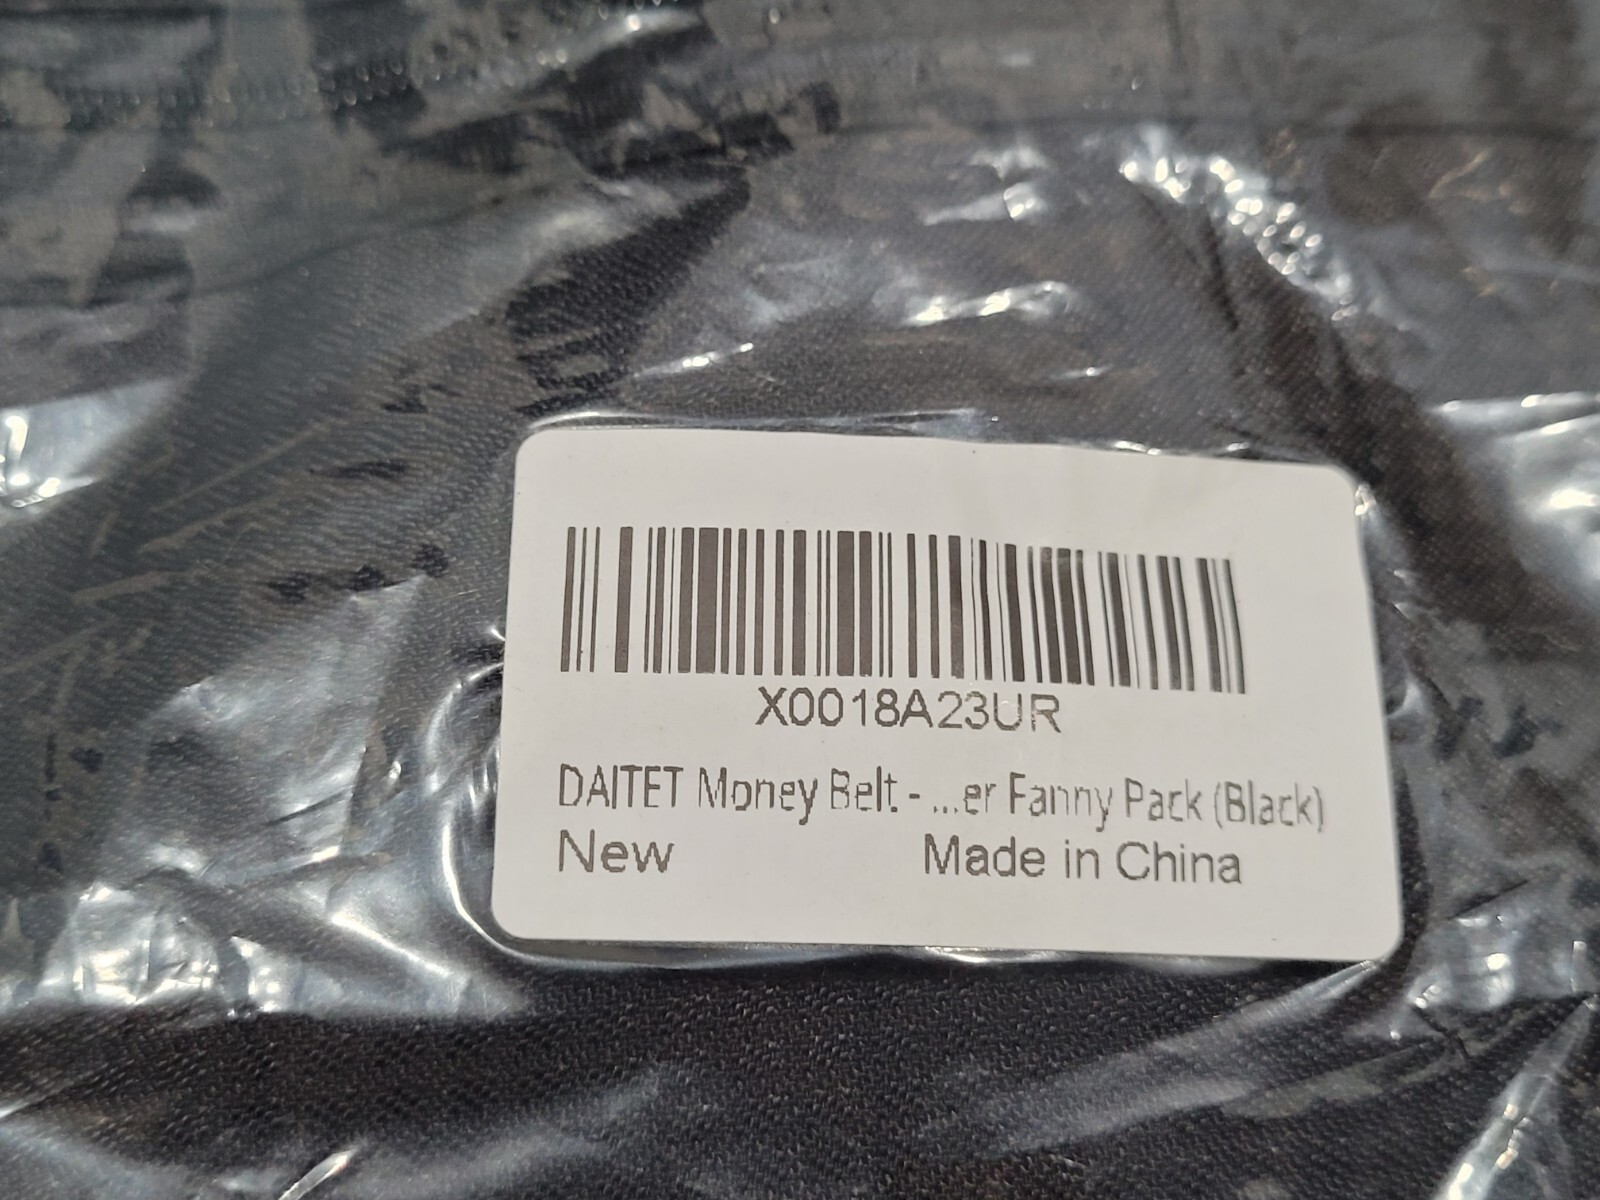 X0018A23UR
DAITET Money Belt - ...er Fanny Pack (Black)
New Made in China